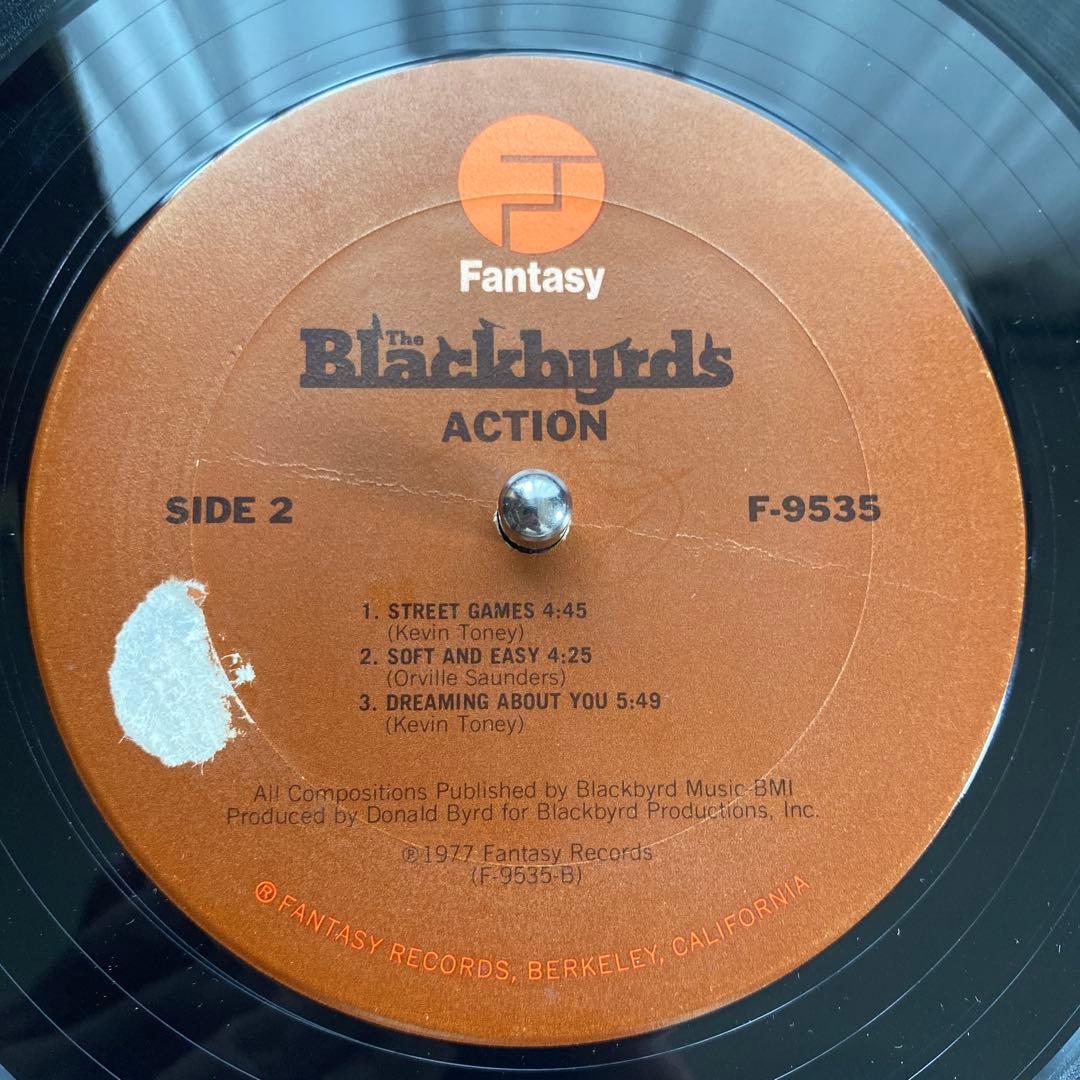 Fantasy
The Blackbyrds
ACTION
SIDE 2
F-9535
1. STREET GAMES 4:45
(Kevin Toney)
2. SOFT AND EASY 4:25
(Orville Saunders)
3. DREAMING ABOUT YOU 5:49
(Kevin Toney)
All Compositions Published by Blackbyrd Music-BMI
Produced by Donald Byrd for Blackbyrd Productions, Inc.
℗1977 Fantasy Records
(F-9535-B)
®FANTASY RECORDS, BERKELEY, CALIFORNIA